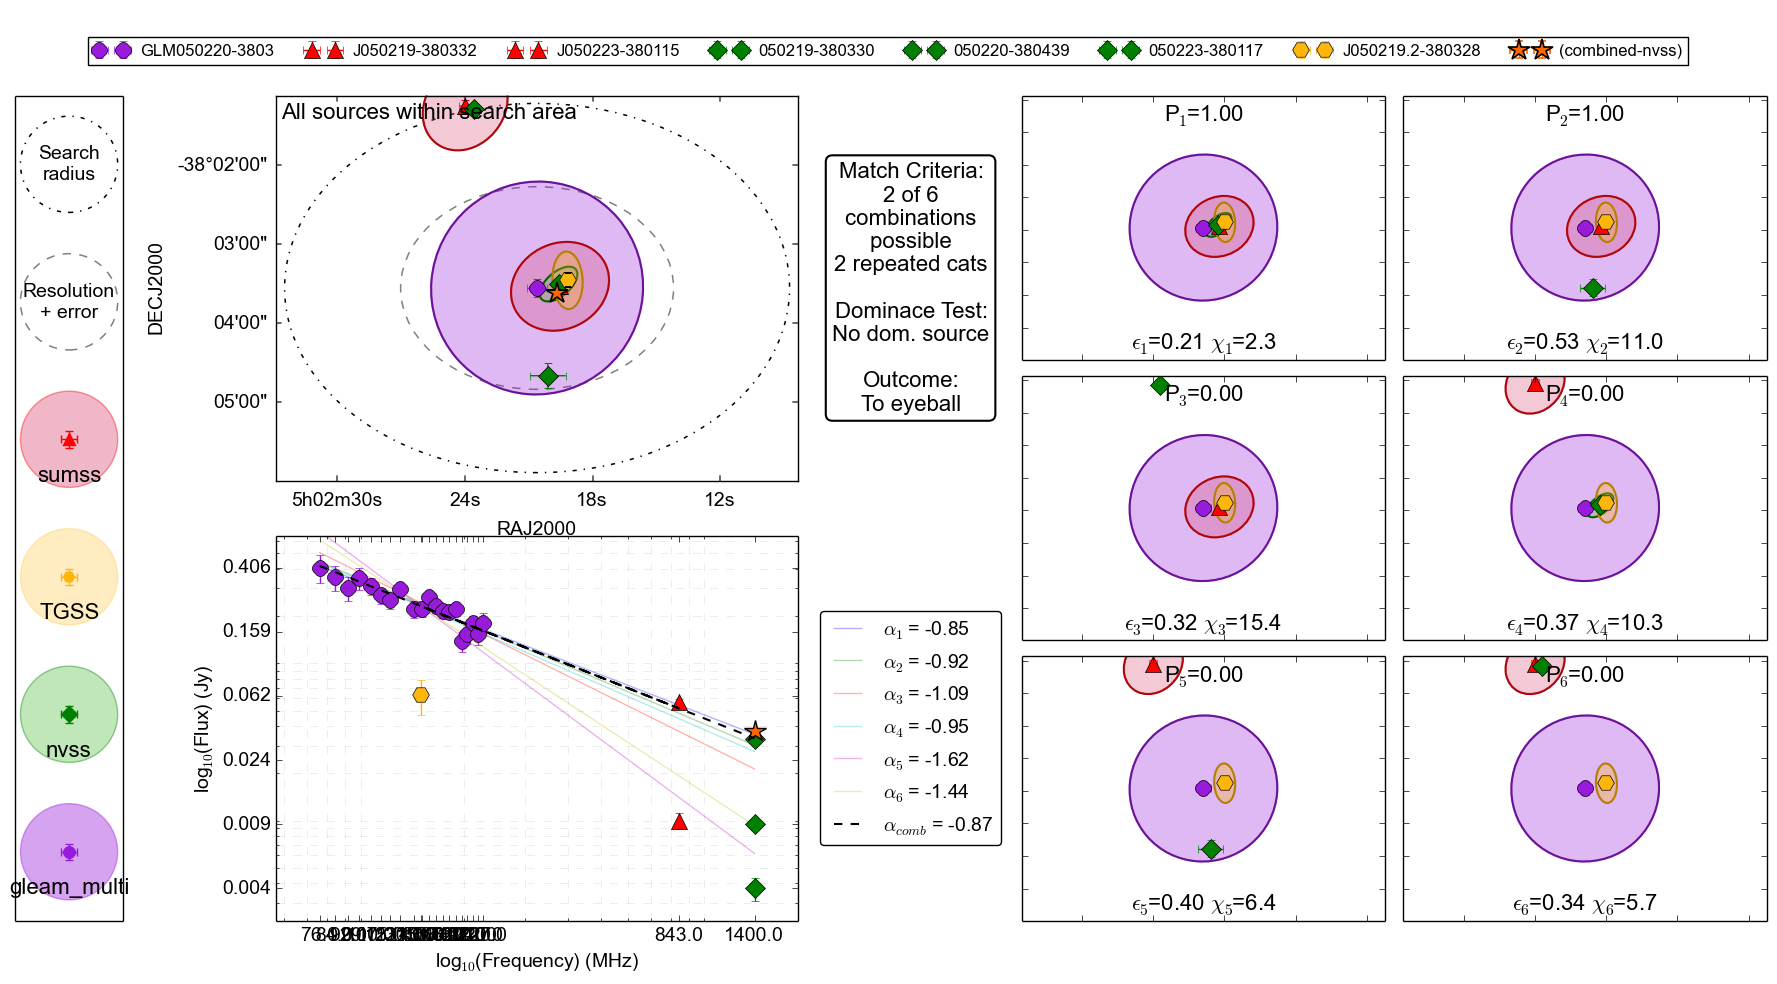 GLM050220-3803 J050219-380332 J050223-380115 050219-380330 050220-380439 050223-380117 J050219.2-380328 (combined-nvss)
Search
radius
Resolution
+ error
sumss
TGSS
nvss
gleam_multi
All sources within search area
-38°02'00"
03'00"
04'00"
05'00"
DECJ2000
5h02m30s 24s 18s 12s
RAJ2000
Match Criteria:
2 of 6
combinations
possible
2 repeated cats
Dominace Test:
No dom. source
Outcome:
To eyeball
0.406
0.159
0.062
0.024
0.009
0.004
log₁₀(Flux) (Jy)
843.0 1400.0
log₁₀(Frequency) (MHz)
α₁ = -0.85
α₂ = -0.92
α₃ = -1.09
α₄ = -0.95
α₅ = -1.62
α₆ = -1.44
α_comb = -0.87
P₁=1.00
ϵ₁=0.21 χ₁=2.3
P₂=1.00
ϵ₂=0.53 χ₂=11.0
P₃=0.00
ϵ₃=0.32 χ₃=15.4
P₄=0.00
ϵ₄=0.37 χ₄=10.3
P₅=0.00
ϵ₅=0.40 χ₅=6.4
P₆=0.00
ϵ₆=0.34 χ₆=5.7